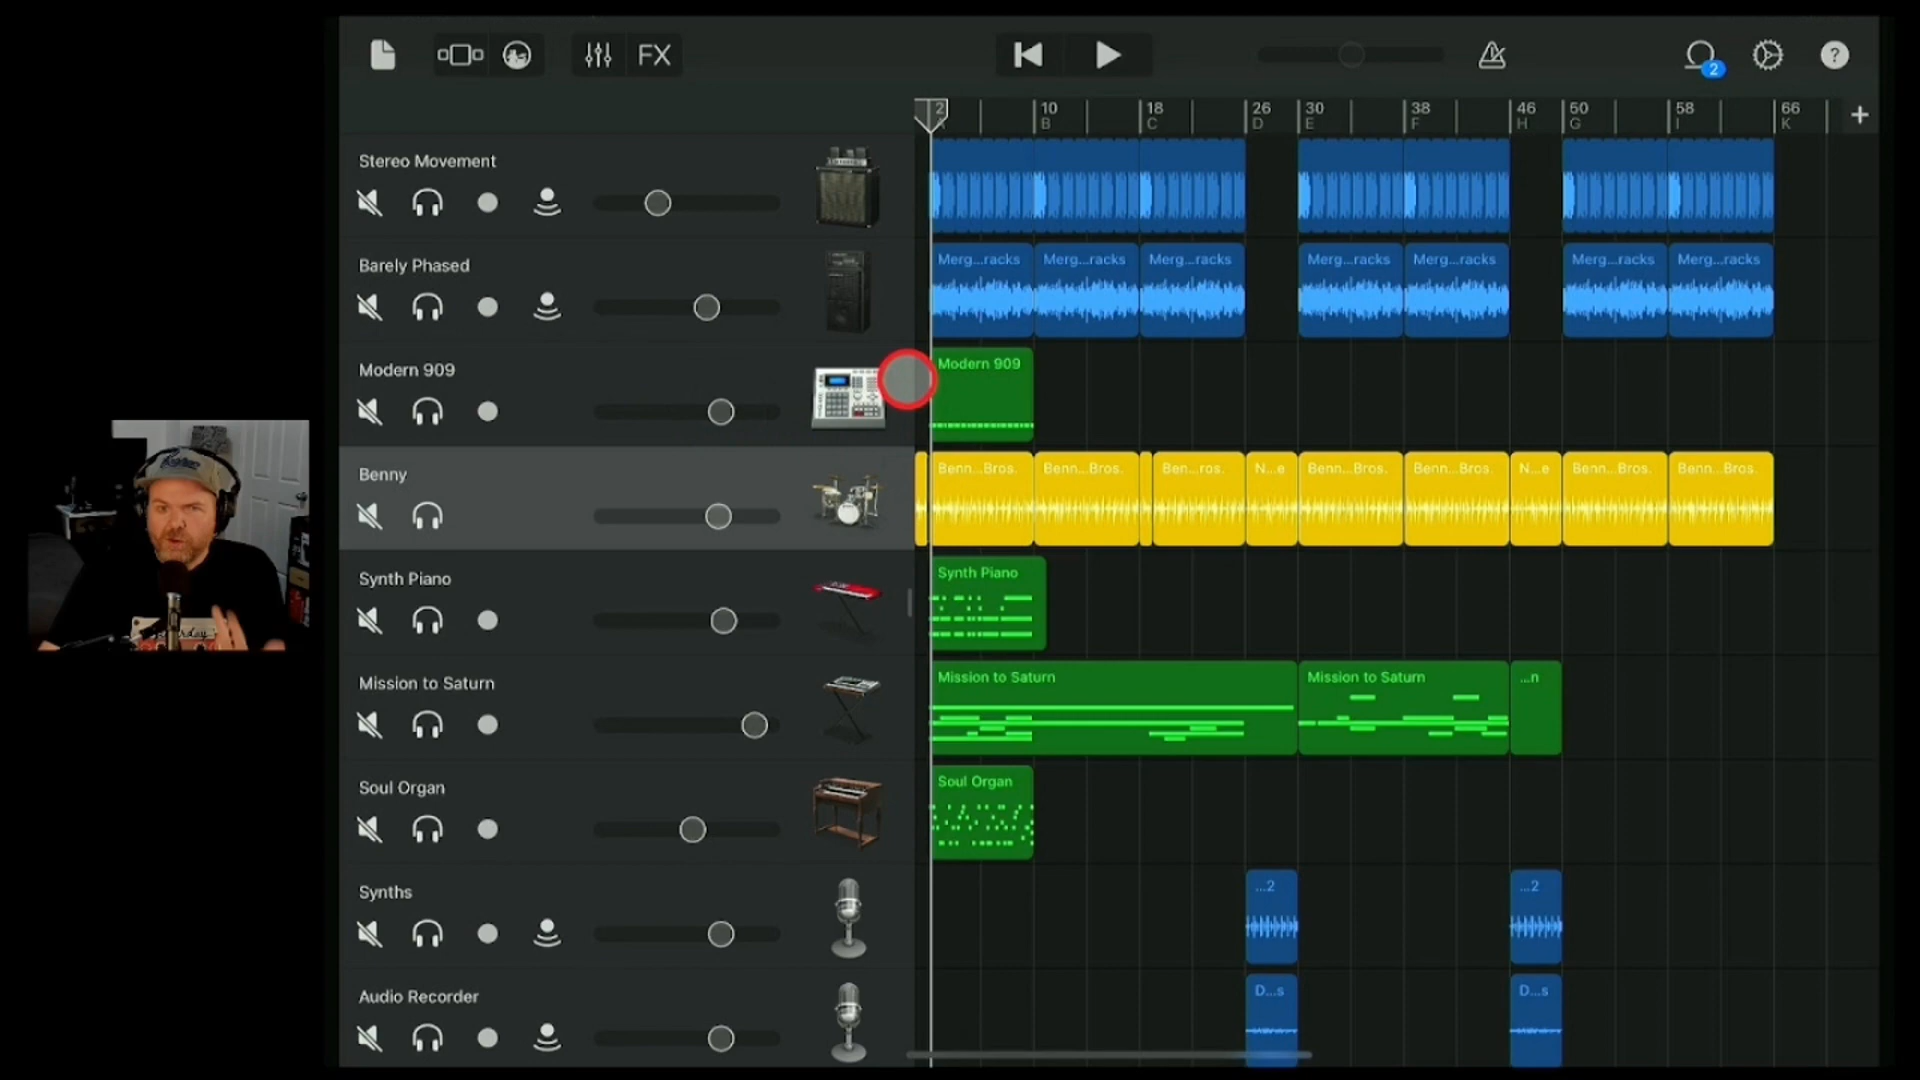 FX
2
?
2 10 18 26 30 38 46 50 58 66
A B C D E F H G I K
Stereo Movement
Barely Phased
Merg...racks Merg...racks Merg...racks Merg...racks Merg...racks Merg...racks Merg...racks
Modern 909
Modern 909
Benny
Benn...Bros. Benn...Bros. Ben...ros. N...e Benn...Bros. Benn...Bros. N...e Benn...Bros. Benn...Bros.
Synth Piano
Synth Piano
Mission to Saturn
Mission to Saturn Mission to Saturn ...n
Soul Organ
Soul Organ
Synths
...2 ...2
Audio Recorder
D...s D...s